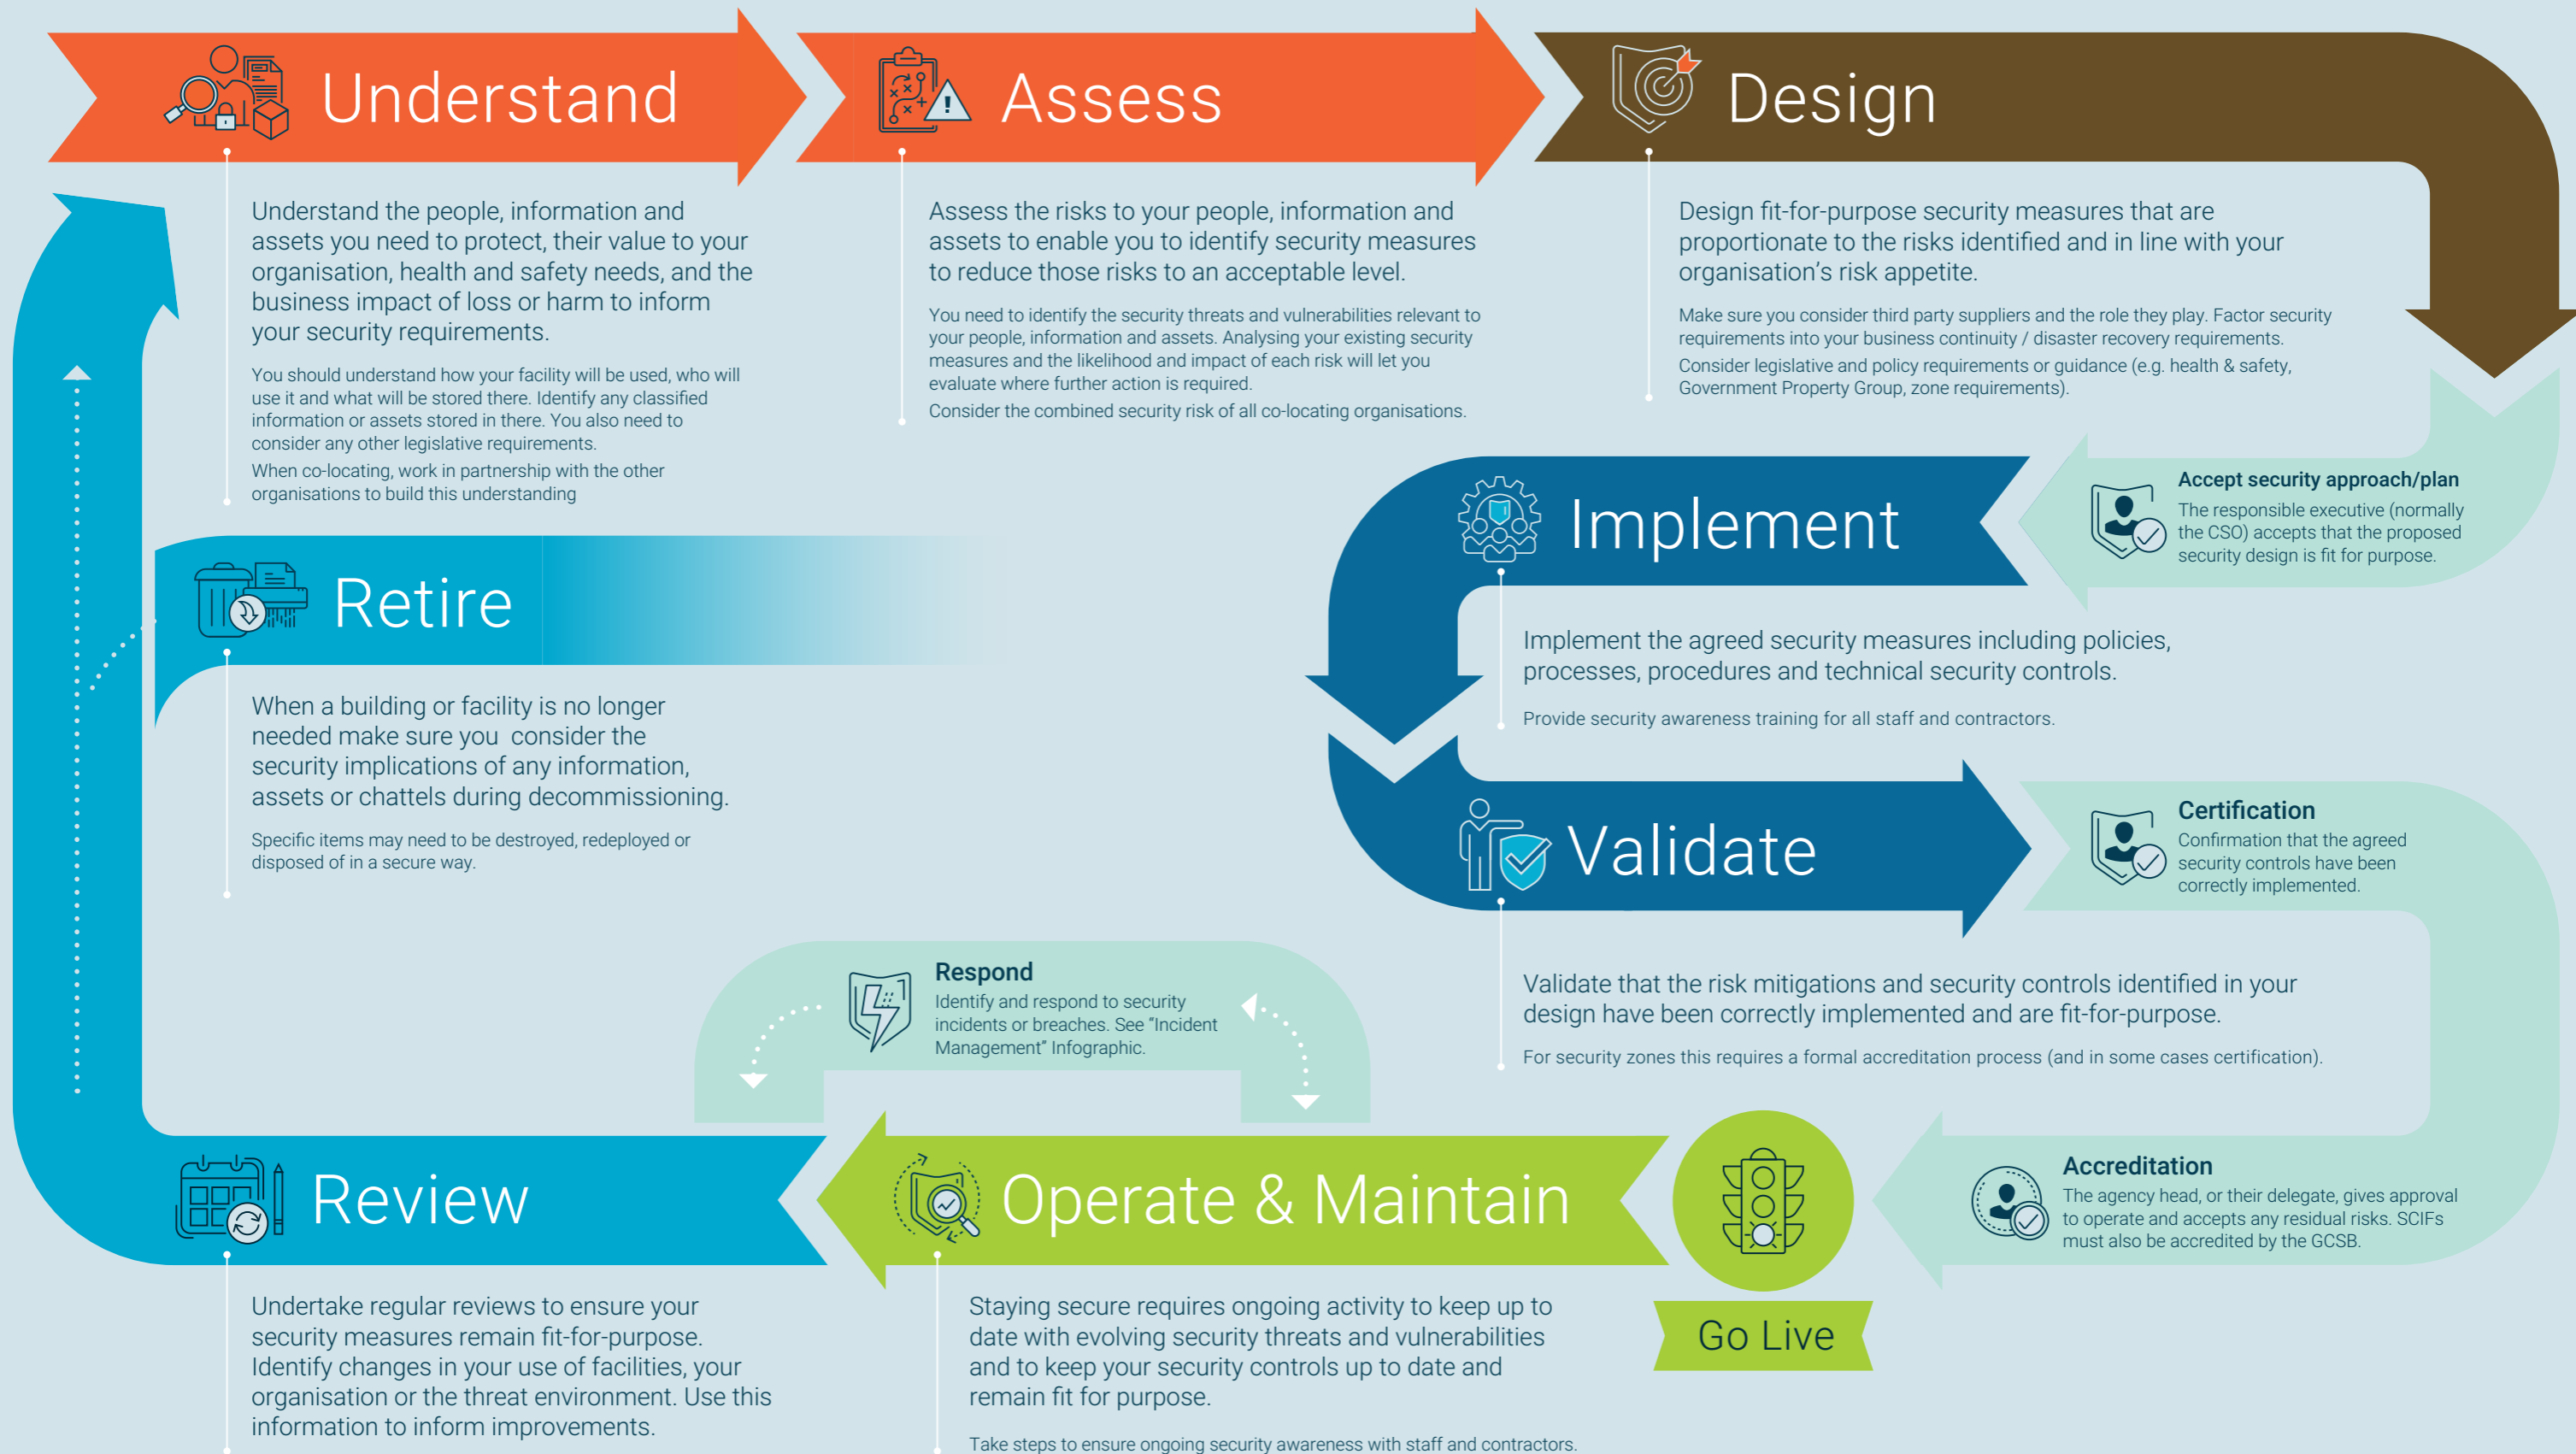 Understand
Understand the people, information and
assets you need to protect, their value to your
organisation, health and safety needs, and the
business impact of loss or harm to inform
your security requirements.
You should understand how your facility will be used, who will
use it and what will be stored there. Identify any classified
information or assets stored in there. You also need to
consider any other legislative requirements.
When co-locating, work in partnership with the other
organisations to build this understanding
Assess
Assess the risks to your people, information and
assets to enable you to identify security measures
to reduce those risks to an acceptable level.
You need to identify the security threats and vulnerabilities relevant to
your people, information and assets. Analysing your existing security
measures and the likelihood and impact of each risk will let you
evaluate where further action is required.
Consider the combined security risk of all co-locating organisations.
Design
Design fit-for-purpose security measures that are
proportionate to the risks identified and in line with your
organisation's risk appetite.
Make sure you consider third party suppliers and the role they play. Factor security
requirements into your business continuity / disaster recovery requirements.
Consider legislative and policy requirements or guidance (e.g. health & safety,
Government Property Group, zone requirements).
Accept security approach/plan
The responsible executive (normally
the CSO) accepts that the proposed
security design is fit for purpose.
Implement
Implement the agreed security measures including policies,
processes, procedures and technical security controls.
Provide security awareness training for all staff and contractors.
Validate
Validate that the risk mitigations and security controls identified in your
design have been correctly implemented and are fit-for-purpose.
For security zones this requires a formal accreditation process (and in some cases certification).
Certification
Confirmation that the agreed
security controls have been
correctly implemented.
Accreditation
The agency head, or their delegate, gives approval
to operate and accepts any residual risks. SCIFs
must also be accredited by the GCSB.
Go Live
Operate & Maintain
Staying secure requires ongoing activity to keep up to
date with evolving security threats and vulnerabilities
and to keep your security controls up to date and
remain fit for purpose.
Take steps to ensure ongoing security awareness with staff and contractors.
Respond
Identify and respond to security
incidents or breaches. See "Incident
Management" Infographic.
Review
Undertake regular reviews to ensure your
security measures remain fit-for-purpose.
Identify changes in your use of facilities, your
organisation or the threat environment. Use this
information to inform improvements.
Retire
When a building or facility is no longer
needed make sure you consider the
security implications of any information,
assets or chattels during decommissioning.
Specific items may need to be destroyed, redeployed or
disposed of in a secure way.